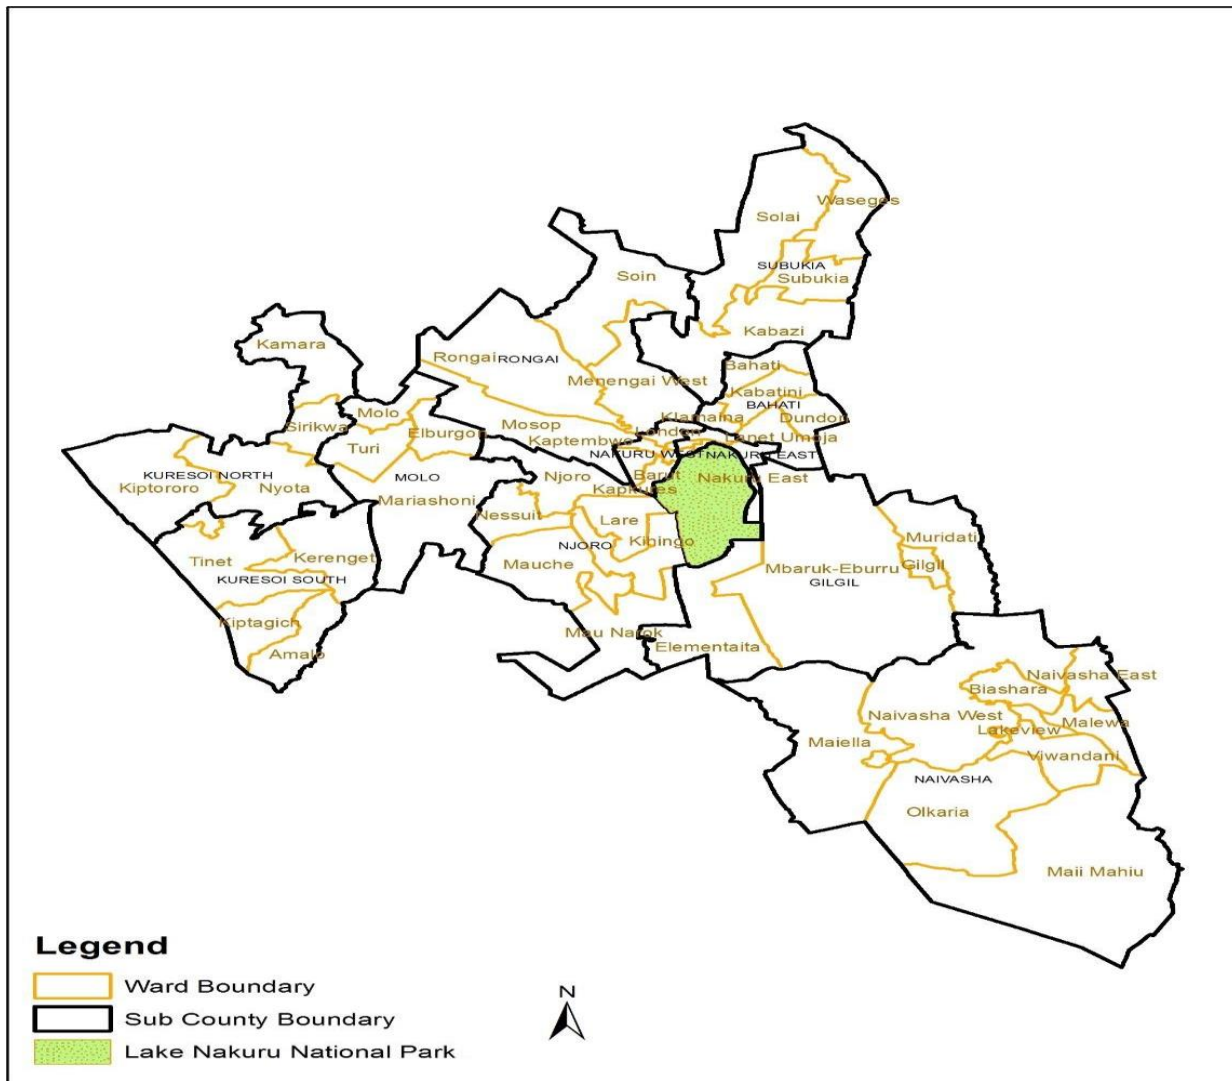 Waseges
Solai
SUBUKIA
Subukia
Soin
Kabazi
Kamara
Rongai
RONGAI
Bahati
Menengai West
Kabatini
BAHATI
Molo
Dundori
Sirikwa
Mosop
London
Elburgon
Kaptembwo
Lanet Umoja
Turi
NAKURU WEST
NAKURU EAST
KURESOI NORTH
MOLO
Njoro
Barut
Nakuru East
Kiptororo
Nyota
Mariashoni
Nessuit
Lare
Muridati
NJORO
Kihingo
Tinet
Kerenget
Mauche
Mbaruk-Eburru
Gilgil
KURESOI SOUTH
GILGIL
Kiptagich
Mau Narok
Amalo
Elementaita
Naivasha East
Biashara
Naivasha West
Malewa
Lakeview
Maiella
Viwandani
NAIVASHA
Olkaria
Maii Mahiu
Legend
Ward Boundary
Sub County Boundary
Lake Nakuru National Park
N